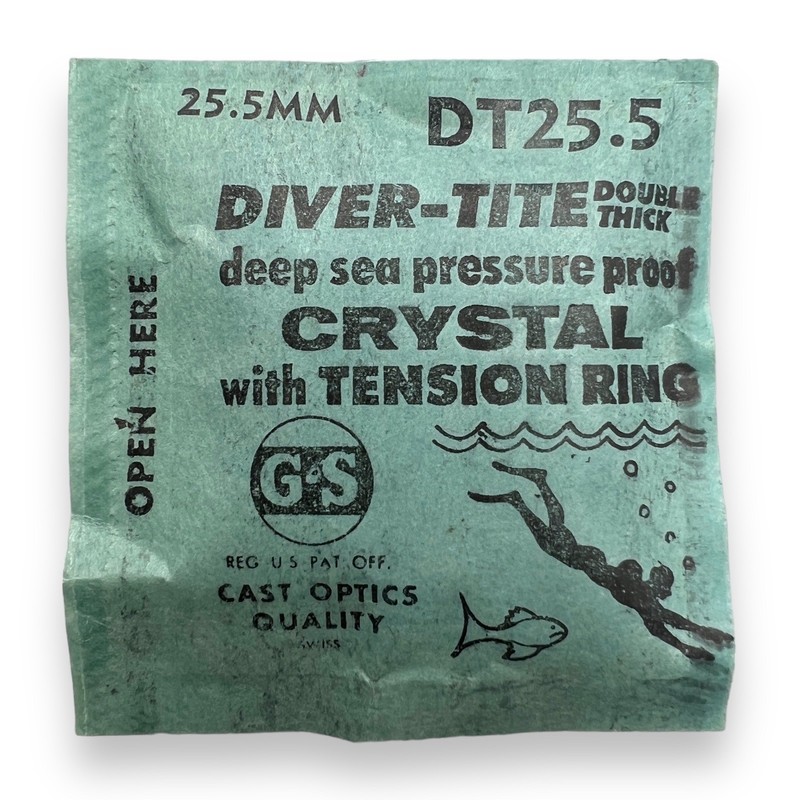 25.5MM
DT25.5
DIVER-TITE DOUBLE THICK
deep sea pressure proof
CRYSTAL
with TENSION RING
OPEN HERE
G&S
REG U S PAT. OFF.
CAST OPTICS
QUALITY
SWISS